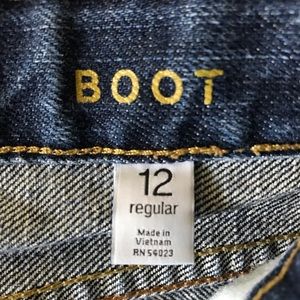 BOOT
12
regular
Made in
Vietnam
RN 54023